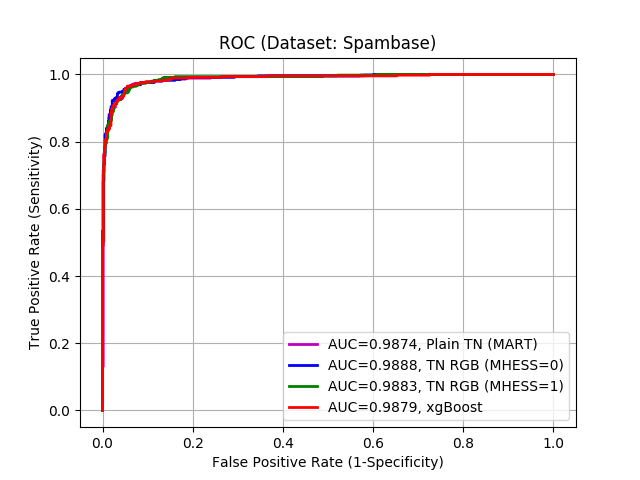 ROC (Dataset: Spambase)
True Positive Rate (Sensitivity)
1.0
0.8
0.6
0.4
0.2
0.0
AUC=0.9874, Plain TN (MART)
AUC=0.9888, TN RGB (MHESS=0)
AUC=0.9883, TN RGB (MHESS=1)
AUC=0.9879, xgBoost
0.0 0.2 0.4 0.6 0.8 1.0
False Positive Rate (1-Specificity)